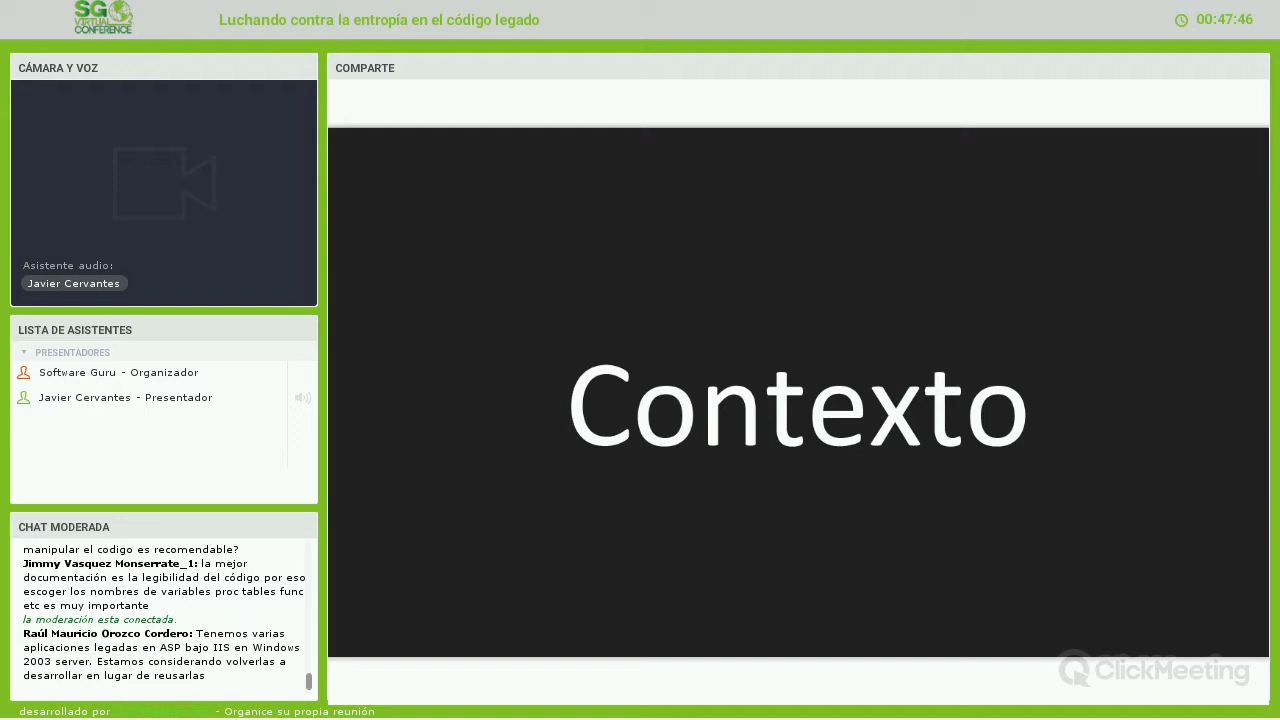 SG
VIRTUAL
CONFERENCE
Luchando contra la entropía en el código legado
00:47:46
CÁMARA Y VOZ
Asistente audio:
Javier Cervantes
LISTA DE ASISTENTES
PRESENTADORES
Software Guru - Organizador
Javier Cervantes - Presentador
CHAT MODERADA
manipular el codigo es recomendable?
Jimmy Vasquez Monserrate_1: la mejor
documentación es la legibilidad del código por eso
escoger los nombres de variables proc tables func
etc es muy importante
la moderación esta conectada.
Raúl Mauricio Orozco Cordero: Tenemos varias
aplicaciones legadas en ASP bajo IIS en Windows
2003 server. Estamos considerando volverlas a
desarrollar en lugar de reusarlas
COMPARTE
Contexto
ClickMeeting
desarrollado por
- Organice su propia reunión